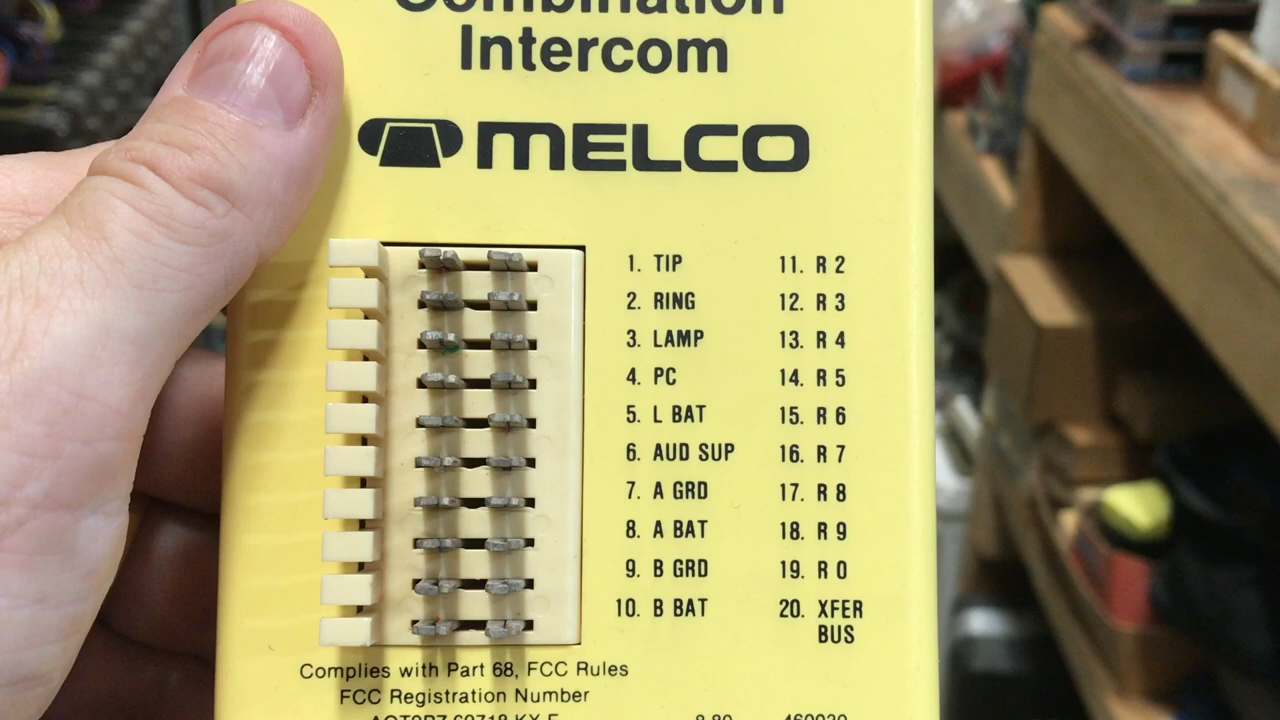 Combination
Intercom
MELCO
1. TIP
2. RING
3. LAMP
4. PC
5. L BAT
6. AUD SUP
7. A GRD
8. A BAT
9. B GRD
10. B BAT
11. R 2
12. R 3
13. R 4
14. R 5
15. R 6
16. R 7
17. R 8
18. R 9
19. R 0
20. XFER
BUS
Complies with Part 68, FCC Rules
FCC Registration Number